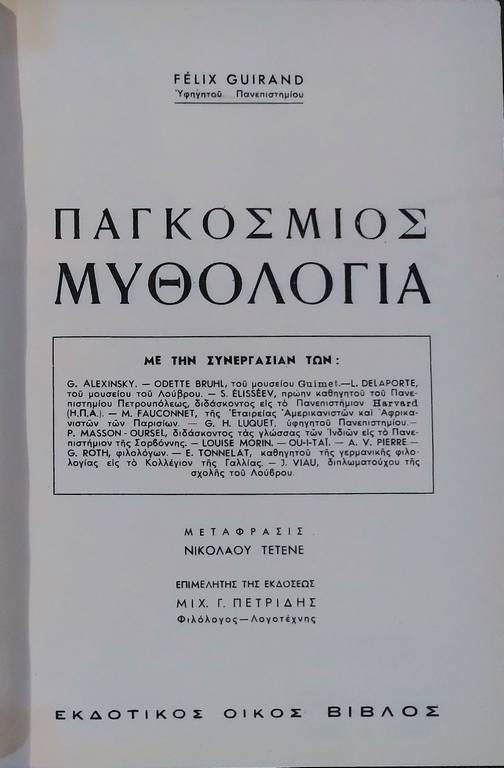 FÉLIX GUIRAND
Ὑφηγητοῦ Πανεπιστημίου
ΠΑΓΚΟΣΜΙΟΣ
ΜΥΘΟΛΟΓΙΑ
ΜΕ ΤΗΝ ΣΥΝΕΡΓΑΣΙΑΝ ΤΩΝ :
G. ALEXINSKY. — ODETTE BRUHL, τοῦ μουσείου Guimet.—L. DELAPORTE,
τοῦ μουσείου τοῦ Λούβρου. — S. ÉLISSÉEV, πρώην καθηγητοῦ τοῦ Πανε-
πιστημίου Πετρουπόλεως, διδάσκοντος εἰς τὸ Πανεπιστήμιον Harvard
(Η.Π.Α.). — M. FAUCONNET, τῆς Ἑταιρείας Ἀμερικανιστῶν καὶ Ἀφρικα-
νιστῶν τῶν Παρισίων. — G. H. LUQUET, ὑφηγητοῦ Πανεπιστημίου.—
P. MASSON - OURSEL, διδάσκοντος τὰς γλώσσας τῶν Ἰνδιῶν εἰς τὸ Πανε-
πιστήμιον τῆς Σορβόννης. — LOUISE MORIN. — OU-I-TAÏ. — A. V. PIERRE —
G. ROTH, φιλολόγων. — E. TONNELAT, καθηγητοῦ τῆς γερμανικῆς φιλο-
λογίας εἰς τὸ Κολλέγιον τῆς Γαλλίας. — J. VIAU, διπλωματούχου τῆς
σχολῆς τοῦ Λούβρου.
ΜΕΤΑΦΡΑΣΙΣ
ΝΙΚΟΛΑΟΥ ΤΕΤΕΝΕ
ΕΠΙΜΕΛΗΤΗΣ ΤΗΣ ΕΚΔΟΣΕΩΣ
ΜΙΧ. Γ. ΠΕΤΡΙΔΗΣ
Φιλόλογος—Λογοτέχνης
ΕΚΔΟΤΙΚΟΣ ΟΙΚΟΣ ΒΙΒΛΟΣ